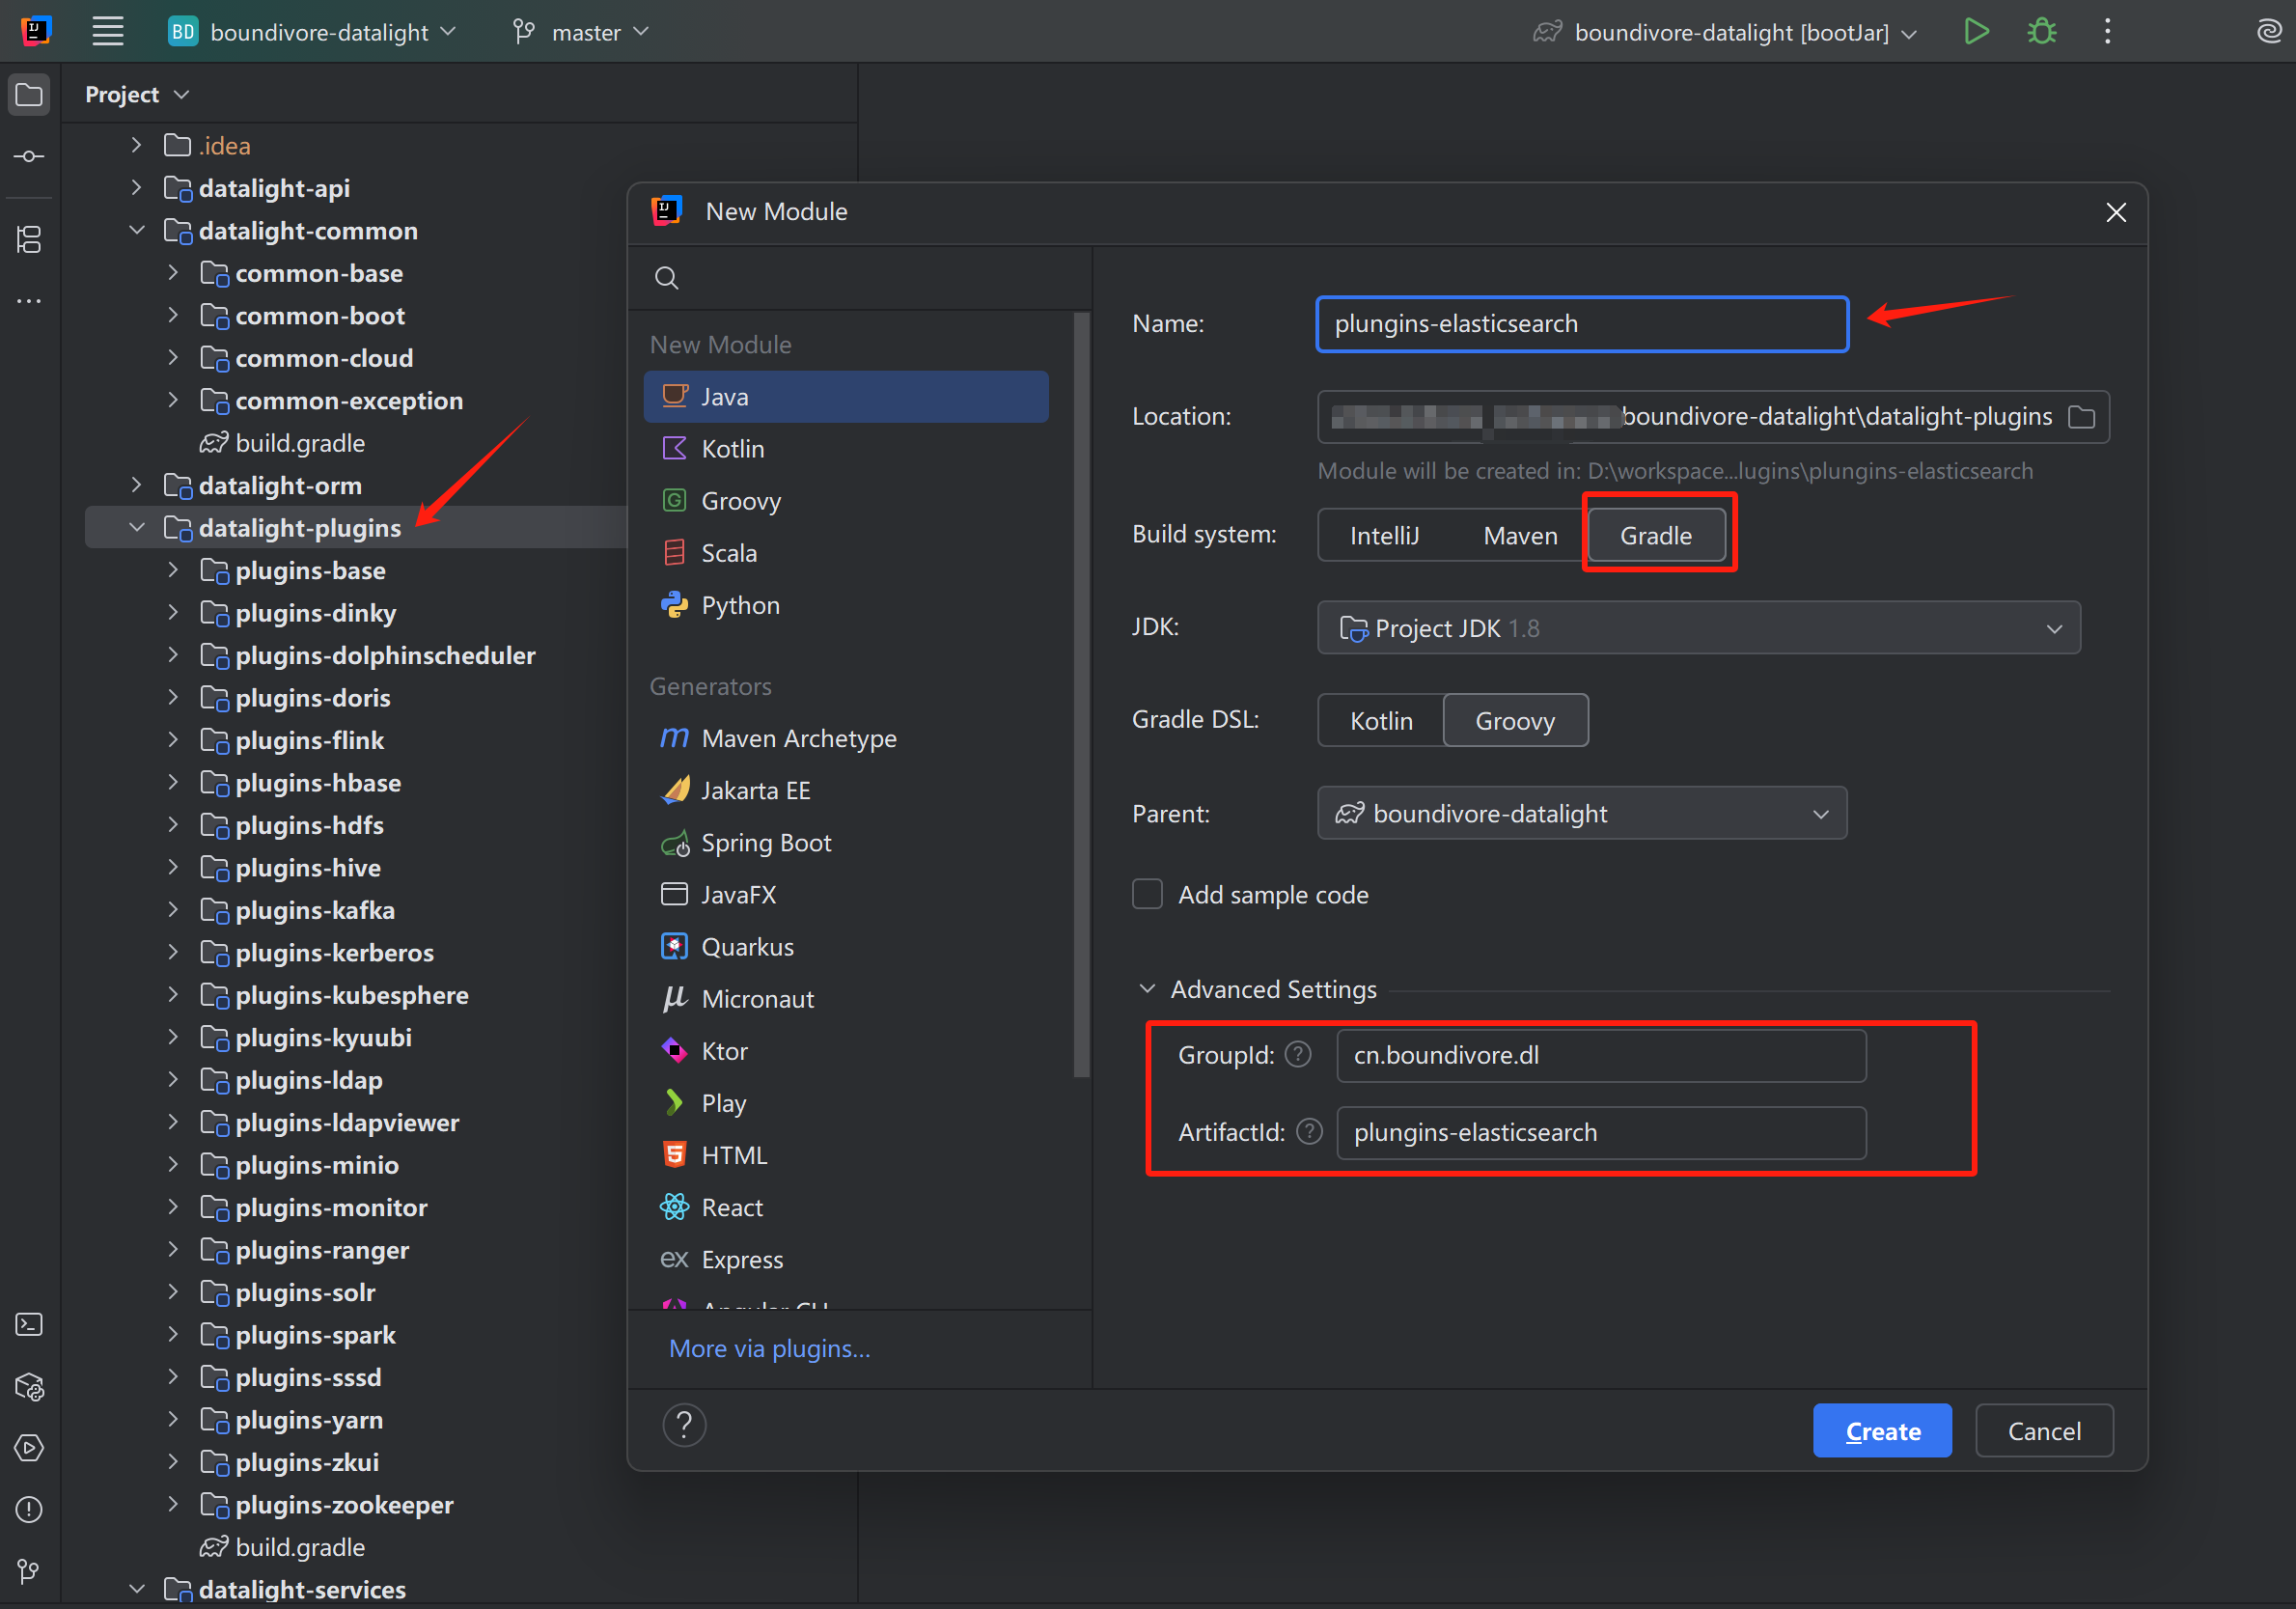 BD boundivore-datalight master boundivore-datalight [bootJar]
Project
.idea
datalight-api
datalight-common
common-base
common-boot
common-cloud
common-exception
build.gradle
datalight-orm
datalight-plugins
plugins-base
plugins-dinky
plugins-dolphinscheduler
plugins-doris
plugins-flink
plugins-hbase
plugins-hdfs
plugins-hive
plugins-kafka
plugins-kerberos
plugins-kubesphere
plugins-kyuubi
plugins-ldap
plugins-ldapviewer
plugins-minio
plugins-monitor
plugins-ranger
plugins-solr
plugins-spark
plugins-sssd
plugins-yarn
plugins-zkui
plugins-zookeeper
build.gradle
datalight-services
New Module
New Module
Java
Kotlin
Groovy
Scala
Python
Generators
Maven Archetype
Jakarta EE
Spring Boot
JavaFX
Quarkus
Micronaut
Ktor
Play
HTML
React
Express
Angular CLI
More via plugins...
Name: plungins-elasticsearch
Location: boundivore-datalight\datalight-plugins
Module will be created in: D:\workspace...lugins\plungins-elasticsearch
Build system: IntelliJ Maven Gradle
JDK: Project JDK 1.8
Gradle DSL: Kotlin Groovy
Parent: boundivore-datalight
Add sample code
Advanced Settings
GroupId: ? cn.boundivore.dl
ArtifactId: ? plungins-elasticsearch
? Create Cancel